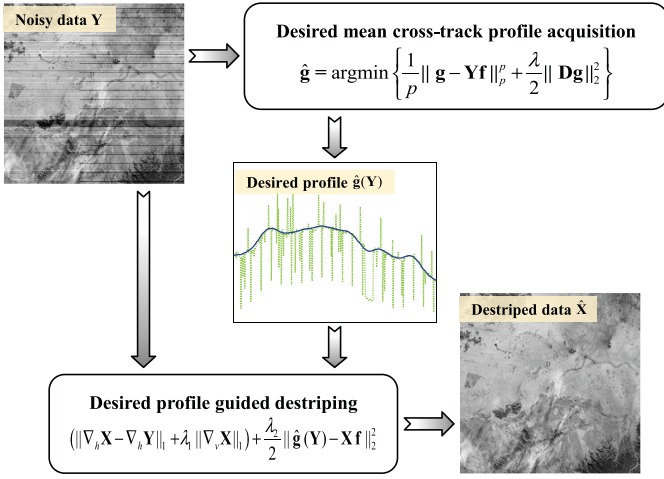 Noisy data Y
Desired mean cross-track profile acquisition
ĝ = argmin { 1/p ‖ g − Yf ‖_p^p + λ/2 ‖ Dg ‖_2^2 }
Desired profile ĝ(Y)
Destriped data X̂
Desired profile guided destriping
(‖∇_h X − ∇_h Y‖_1 + λ_1 ‖∇_v X‖_1) + λ_2/2 ‖ ĝ (Y) − Xf ‖_2^2